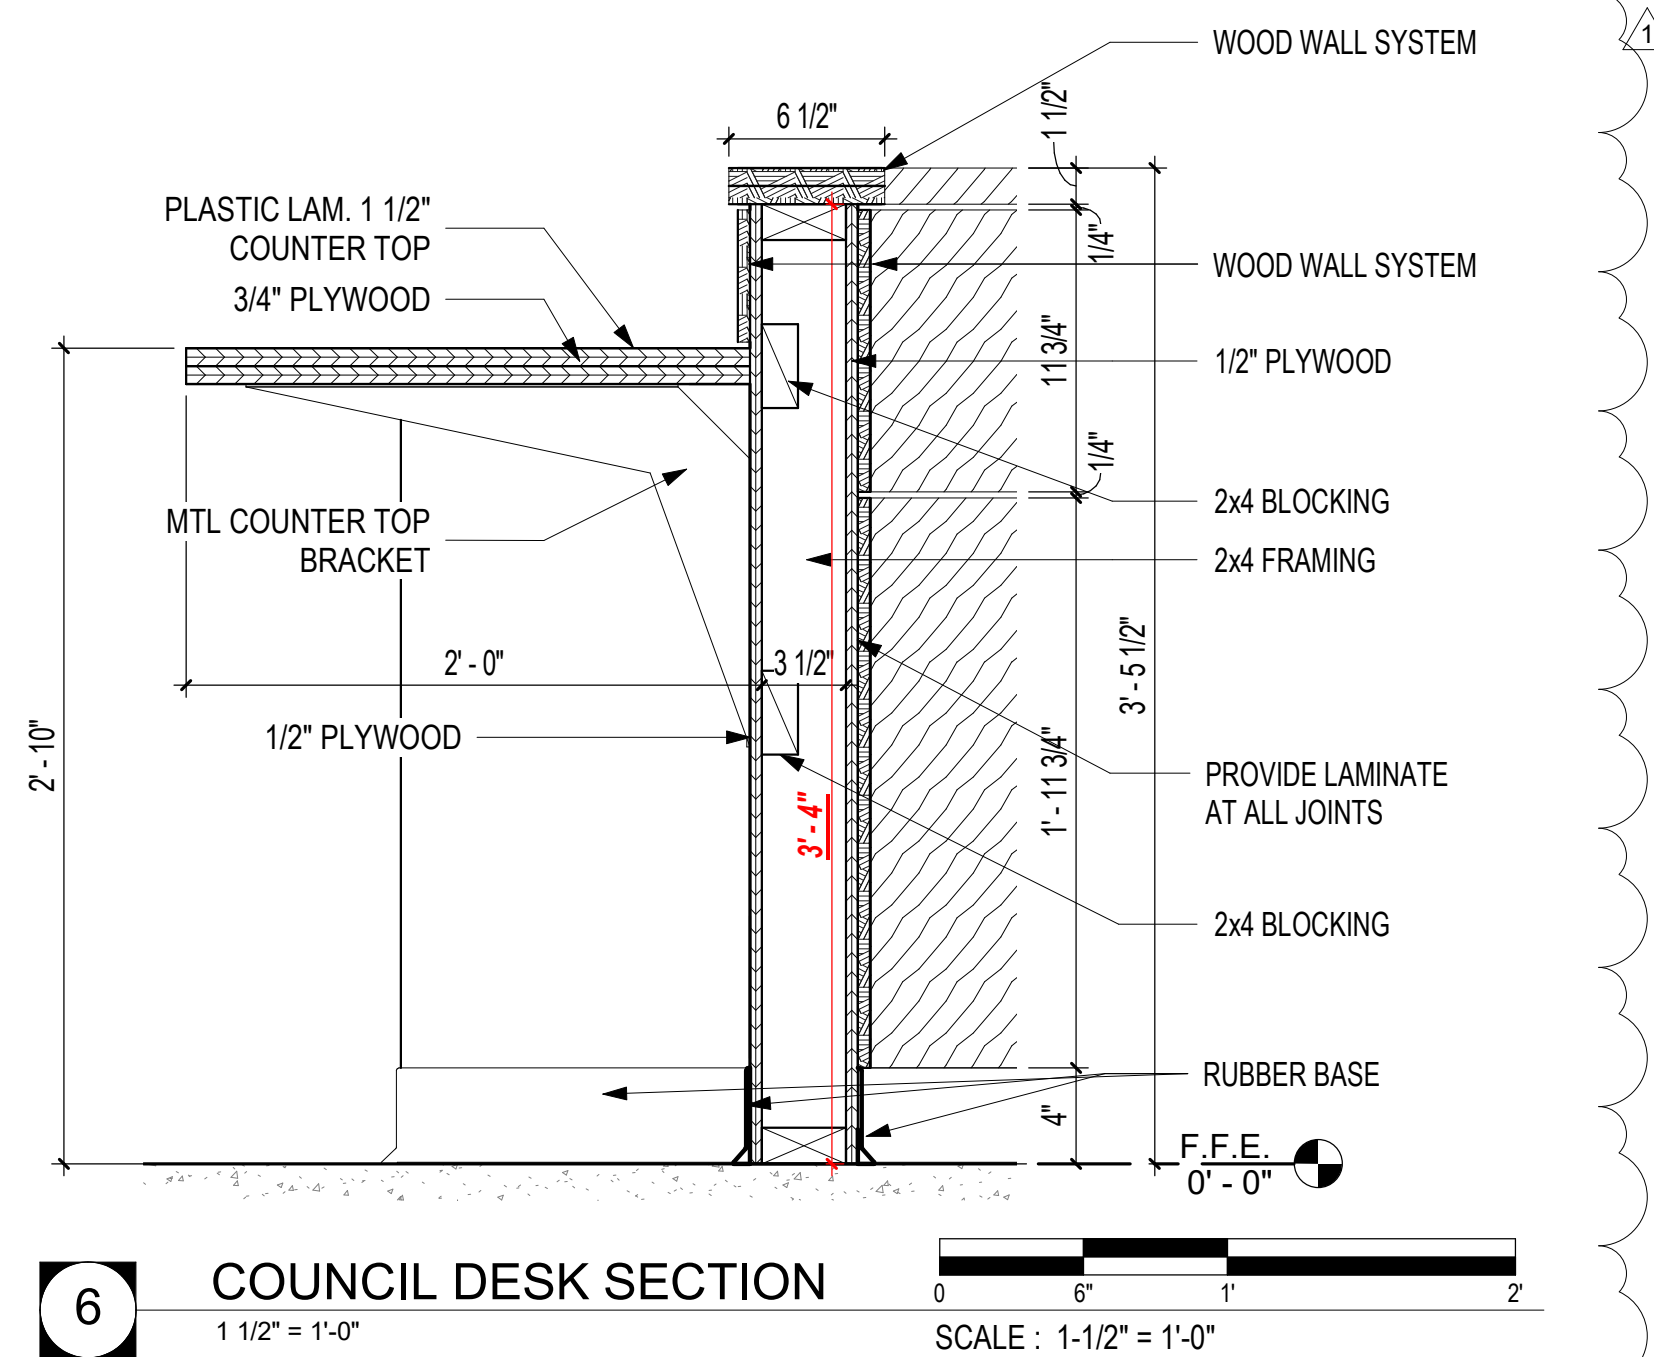 WOOD WALL SYSTEM
1
6 1/2"
1 1/2"
PLASTIC LAM. 1 1/2"
COUNTER TOP
1/4"
WOOD WALL SYSTEM
3/4" PLYWOOD
11 3/4"
1/2" PLYWOOD
1/4"
2x4 BLOCKING
MTL COUNTER TOP
BRACKET
2x4 FRAMING
2' - 0"
3 1/2"
3' - 5 1/2"
1/2" PLYWOOD
2' - 10"
PROVIDE LAMINATE
AT ALL JOINTS
1' - 11 3/4"
3' - 4"
2x4 BLOCKING
RUBBER BASE
4"
F.F.E.
0' - 0"
6
COUNCIL DESK SECTION
1 1/2" = 1'-0"
0 6" 1' 2'
SCALE : 1-1/2" = 1'-0"